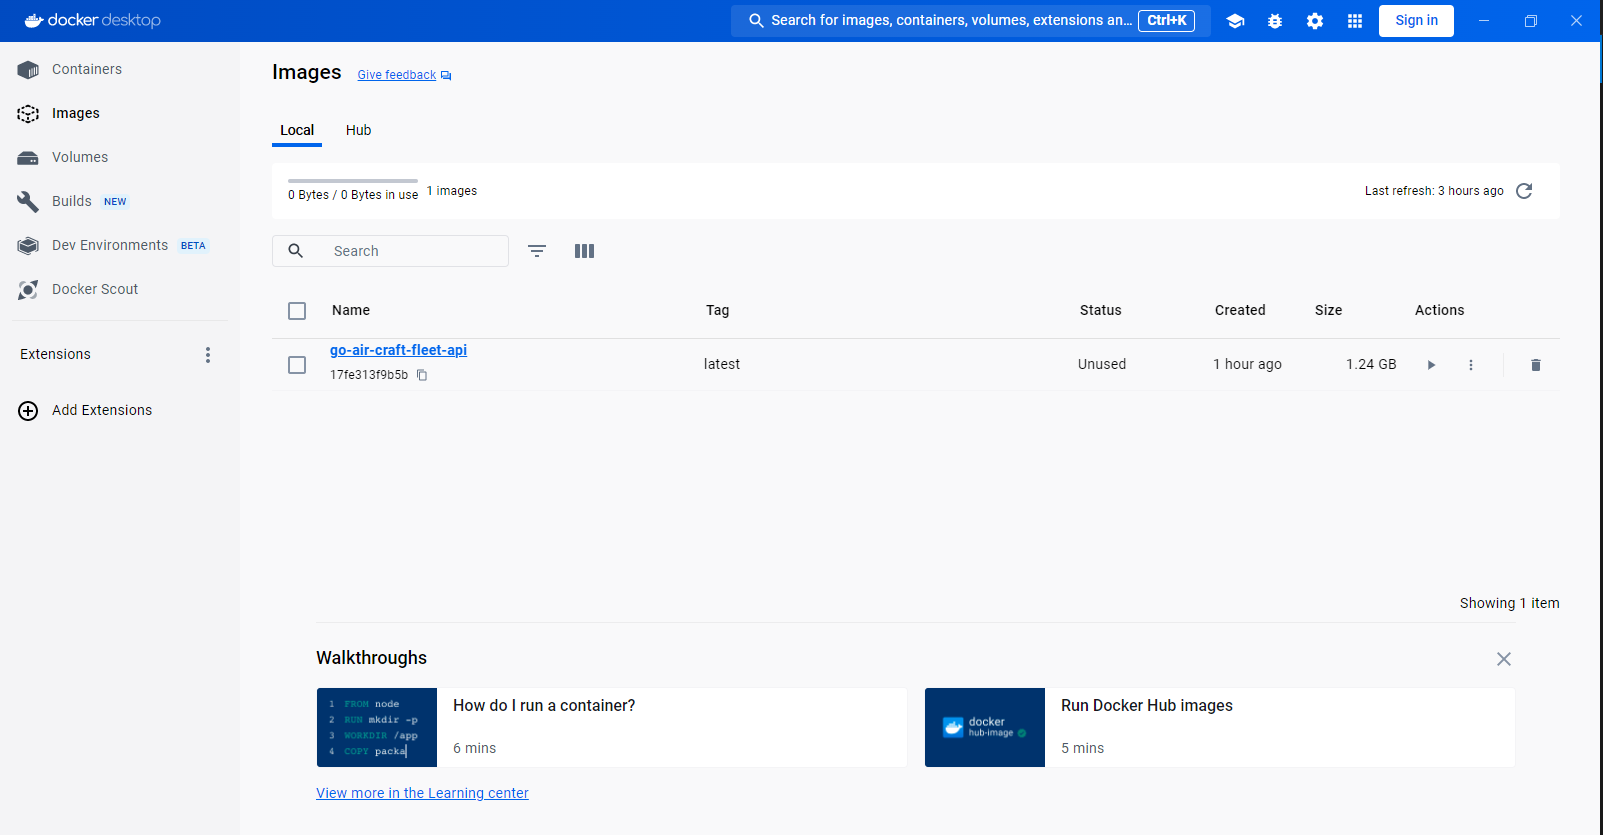 docker desktop
Search for images, containers, volumes, extensions an... Ctrl+K
Sign in
Containers
Images
Volumes
Builds NEW
Dev Environments BETA
Docker Scout
Extensions
Add Extensions
Images Give feedback
Local Hub
0 Bytes / 0 Bytes in use 1 images
Last refresh: 3 hours ago
Search
Name Tag Status Created Size Actions
go-air-craft-fleet-api
17fe313f9b5b
latest Unused 1 hour ago 1.24 GB
Showing 1 item
Walkthroughs
1 FROM node
2 RUN mkdir -p
3 WORKDIR /app
4 COPY packa
How do I run a container?
6 mins
docker
hub-image
Run Docker Hub images
5 mins
View more in the Learning center